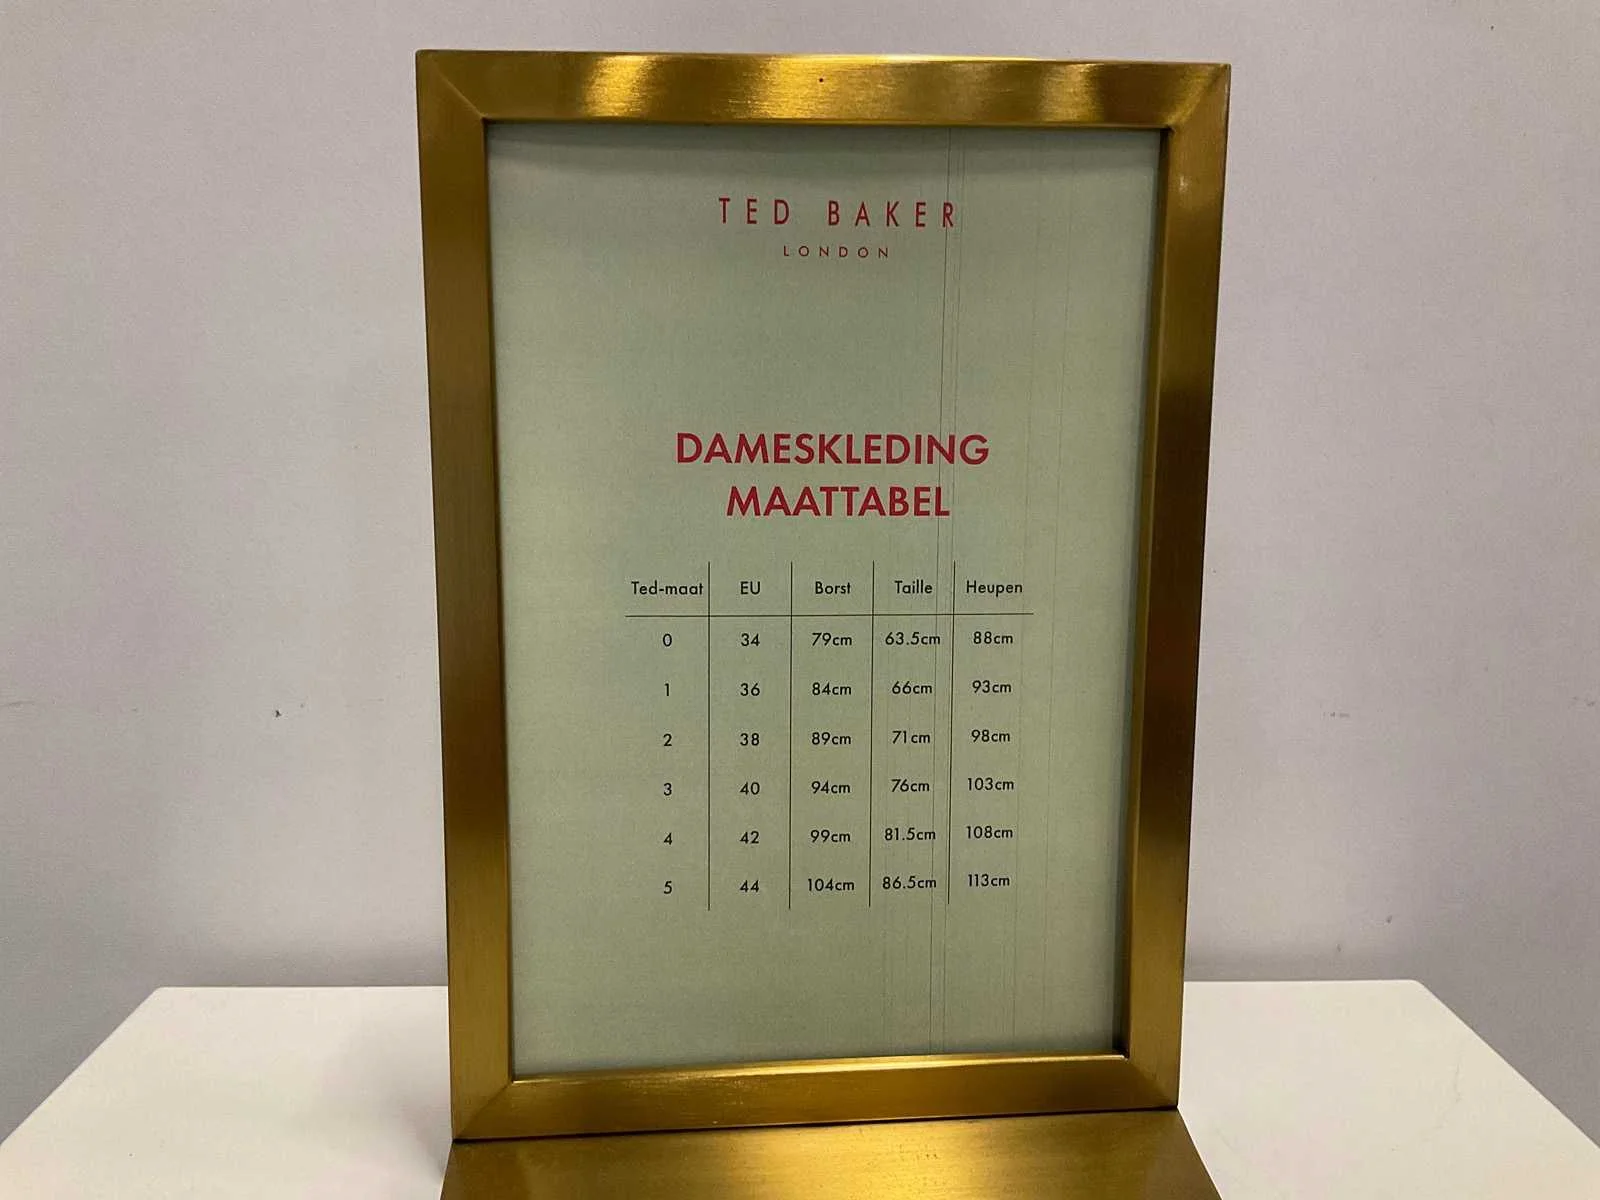 TED BAKER
LONDON
DAMESKLEDING
MAATTABEL
Ted-maat EU Borst Taille Heupen
0 34 79cm 63.5cm 88cm
1 36 84cm 66cm 93cm
2 38 89cm 71cm 98cm
3 40 94cm 76cm 103cm
4 42 99cm 81.5cm 108cm
5 44 104cm 86.5cm 113cm